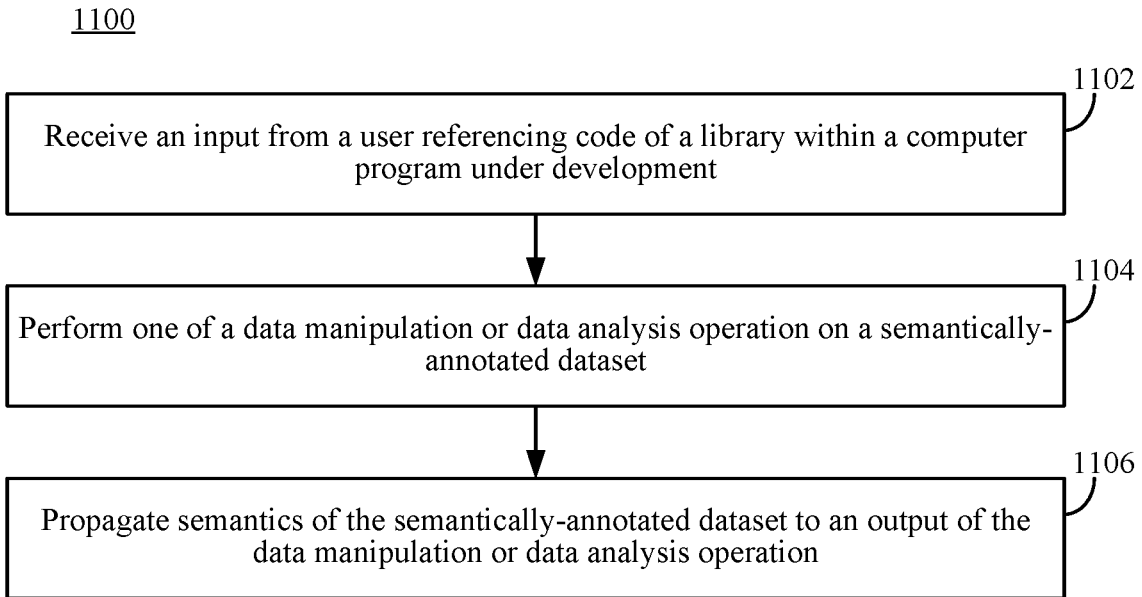 1100
1102
Receive an input from a user referencing code of a library within a computer
program under development
1104
Perform one of a data manipulation or data analysis operation on a semantically-
annotated dataset
1106
Propagate semantics of the semantically-annotated dataset to an output of the
data manipulation or data analysis operation